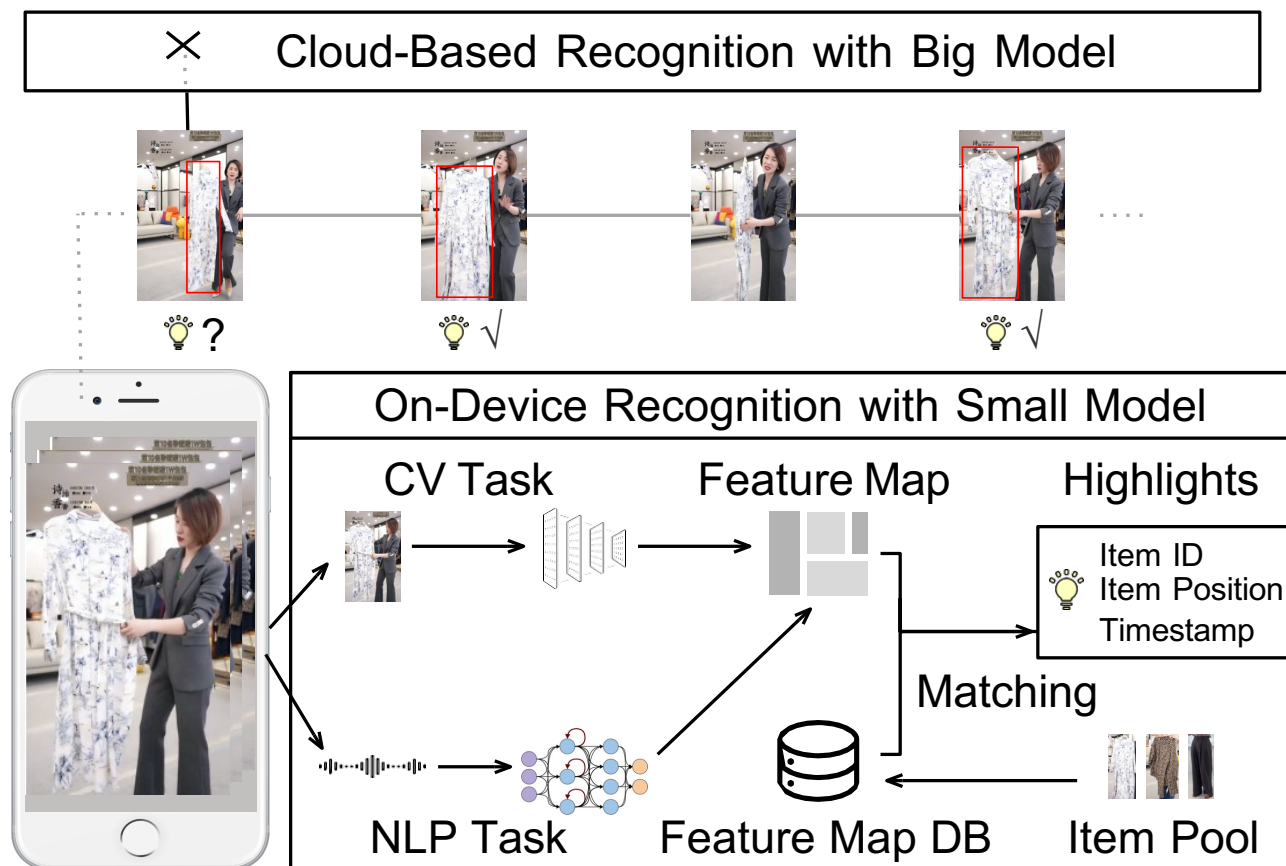 Cloud-Based Recognition with Big Model
?
√
√
On-Device Recognition with Small Model
CV Task
Feature Map
Highlights
Item ID
Item Position
Timestamp
Matching
NLP Task
Feature Map DB
Item Pool